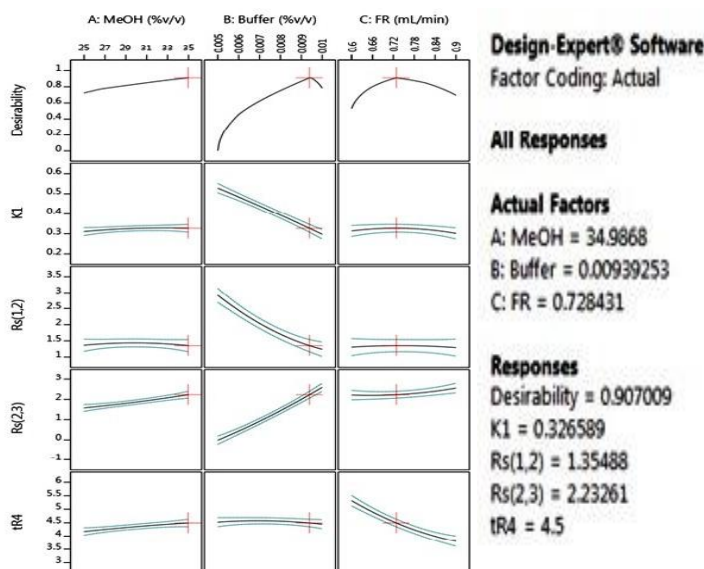 A: MeOH (%v/v) B: Buffer (%v/v) C: FR (mL/min)
25 27 29 31 33 35 0.005 0.006 0.007 0.008 0.009 0.01 0.6 0.66 0.72 0.78 0.84 0.9
Desirability
1
0.8
0.6
0.4
0.2
0
K1
0.6
0.5
0.4
0.3
0.2
Rs(1,2)
3.5
3
2.5
2
1.5
1
Rs(2,3)
3
2
1
0
-1
tR4
6
5.5
5
4.5
4
3.5
3
Design-Expert® Software
Factor Coding: Actual
All Responses
Actual Factors
A: MeOH = 34.9868
B: Buffer = 0.00939253
C: FR = 0.728431
Responses
Desirability = 0.907009
K1 = 0.326589
Rs(1,2) = 1.35488
Rs(2,3) = 2.23261
tR4 = 4.5